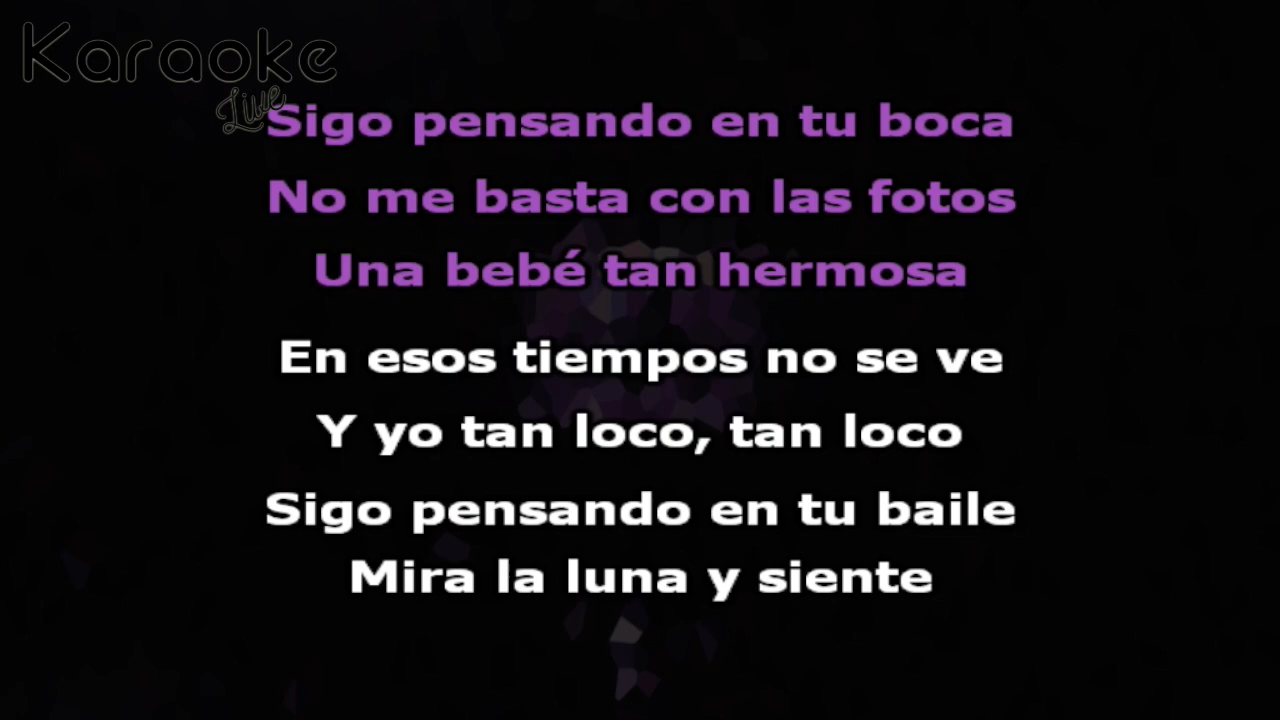 Karaoke
Live
Sigo pensando en tu boca
No me basta con las fotos
Una bebé tan hermosa
En esos tiempos no se ve
Y yo tan loco, tan loco
Sigo pensando en tu baile
Mira la luna y siente